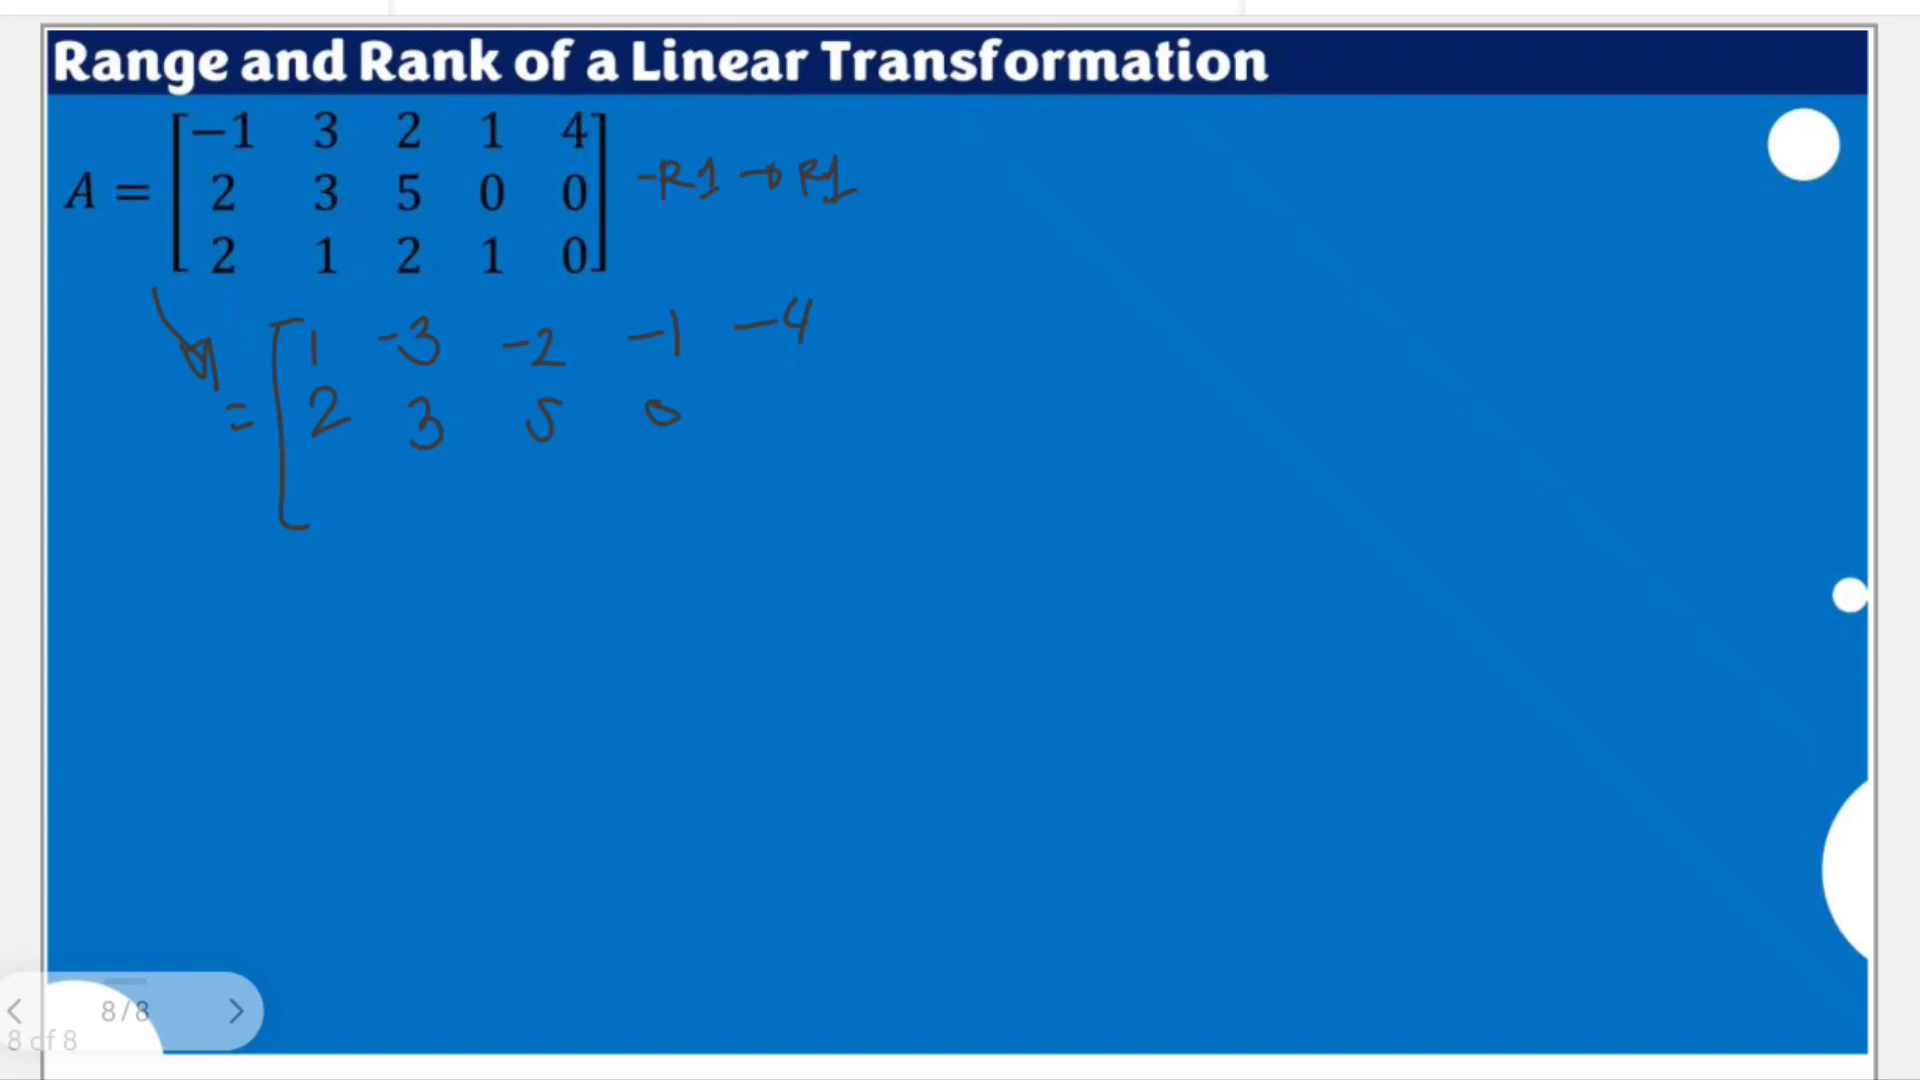 Range and Rank of a Linear Transformation
A = [−1 3 2 1 4
2 3 5 0 0
2 1 2 1 0]
-R1 → R1
= [1 -3 -2 -1 -4
2 3 5 0
8/8
8 of 8